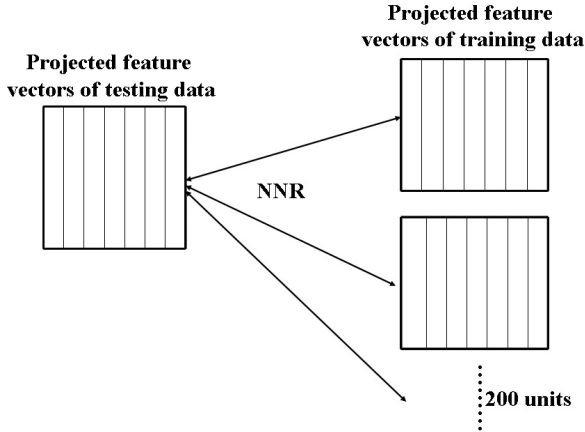 Projected feature
vectors of testing data
Projected feature
vectors of training data
NNR
200 units